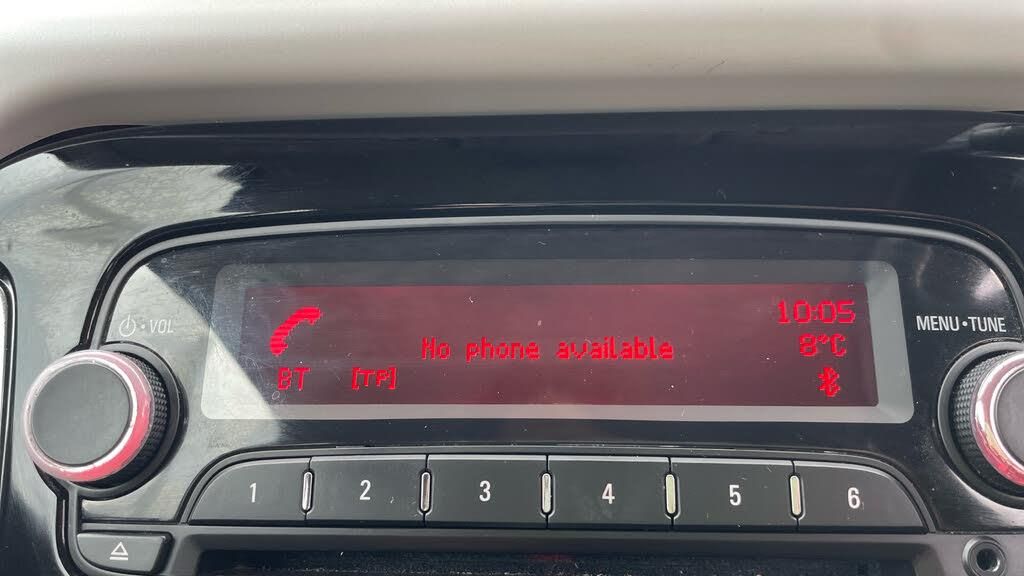 10:05
⏻•VOL
MENU•TUNE
No phone available
8°C
BT [TP]
1 2 3 4 5 6